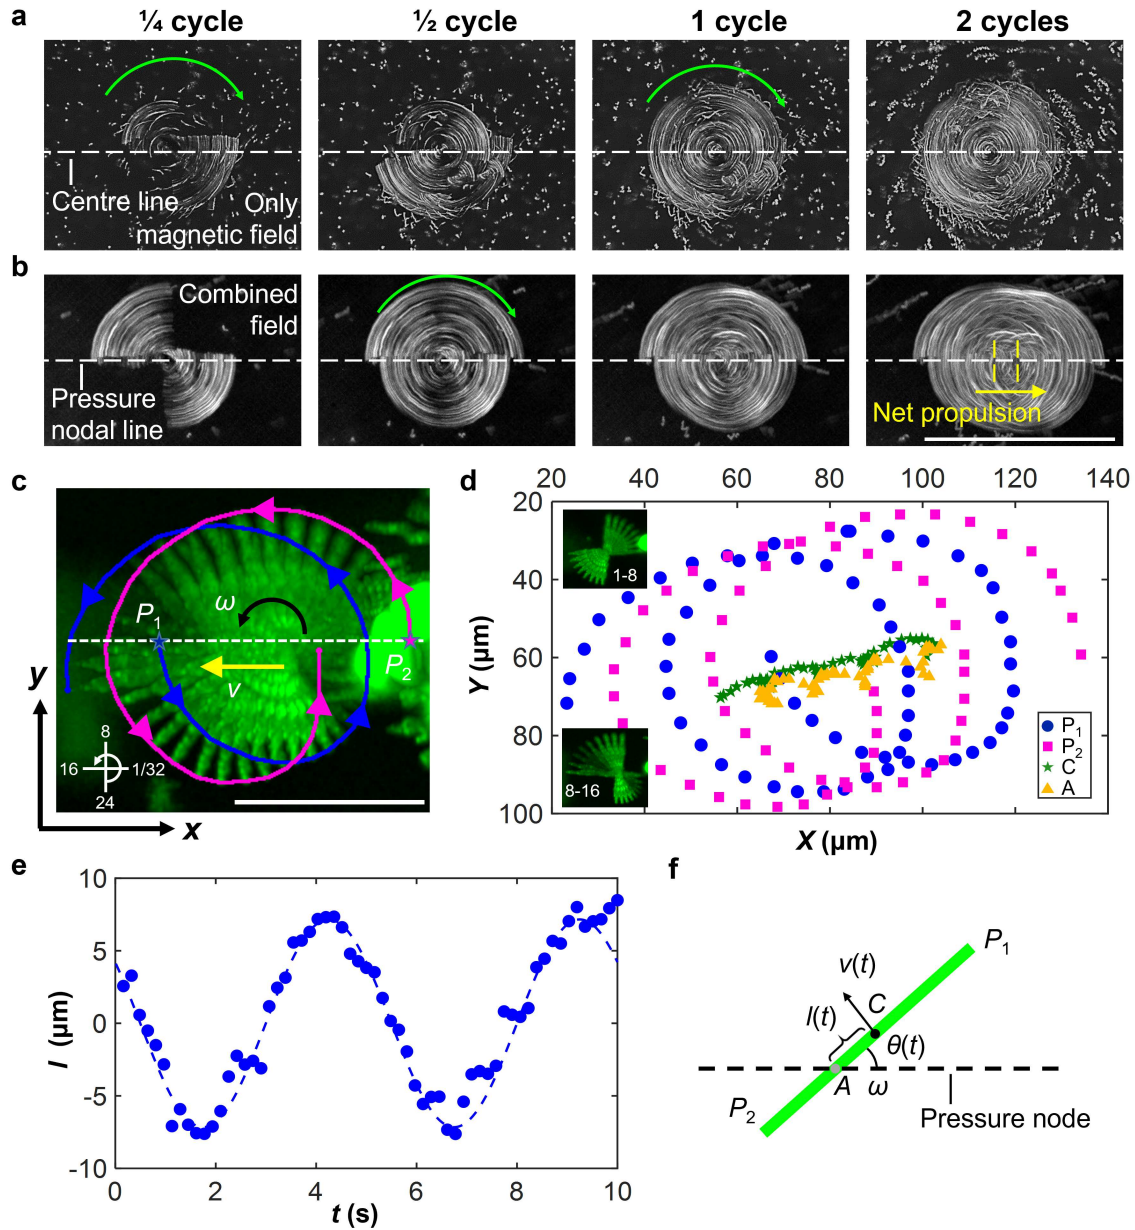 a
¼ cycle
½ cycle
1 cycle
2 cycles
Centre line
Only
magnetic field
b
Combined
field
Pressure
nodal line
Net propulsion
c
P1
ω
P2
v
y
8
16
1/32
24
x
d
20 40 60 80 100 120 140
20
40
60
80
100
Y (µm)
1-8
8-16
P1
P2
C
A
X (µm)
e
10
5
0
-5
-10
l (µm)
0 2 4 6 8 10
t (s)
f
P1
v(t)
C
l(t)
θ(t)
A
ω
P2
Pressure node